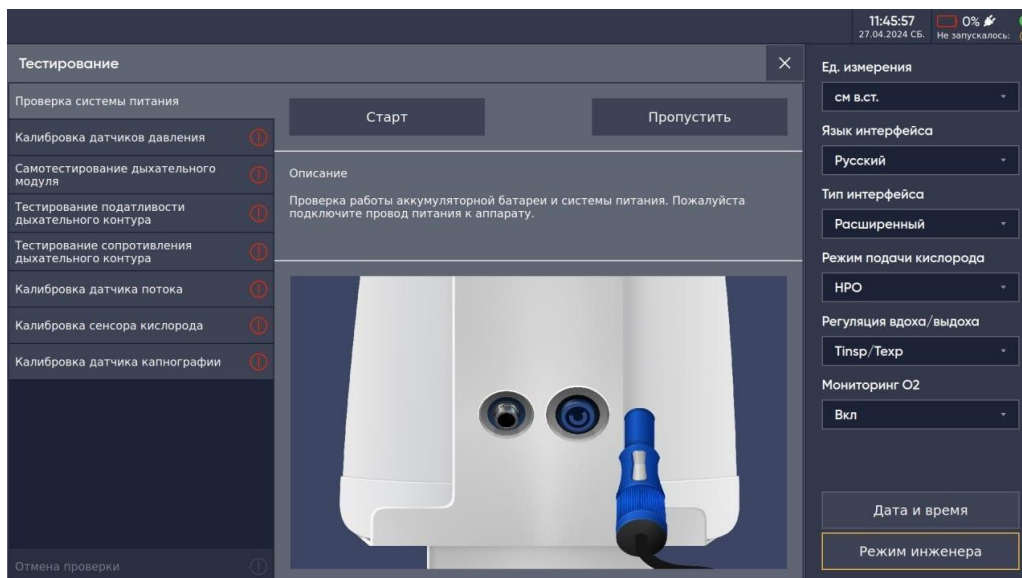 11:45:57
27.04.2024 СБ.
0%
Не запускалось:
Тестирование
Проверка системы питания
Калибровка датчиков давления
Самотестирование дыхательного
модуля
Тестирование податливости
дыхательного контура
Тестирование сопротивления
дыхательного контура
Калибровка датчика потока
Калибровка сенсора кислорода
Калибровка датчика капнографии
Отмена проверки
Старт
Пропустить
Описание
Проверка работы аккумуляторной батареи и системы питания. Пожалуйста
подключите провод питания к аппарату.
Ед. измерения
см в.ст.
Язык интерфейса
Русский
Тип интерфейса
Расширенный
Режим подачи кислорода
HPO
Регуляция вдоха/выдоха
Tinsp/Texp
Мониторинг O2
Вкл
Дата и время
Режим инженера